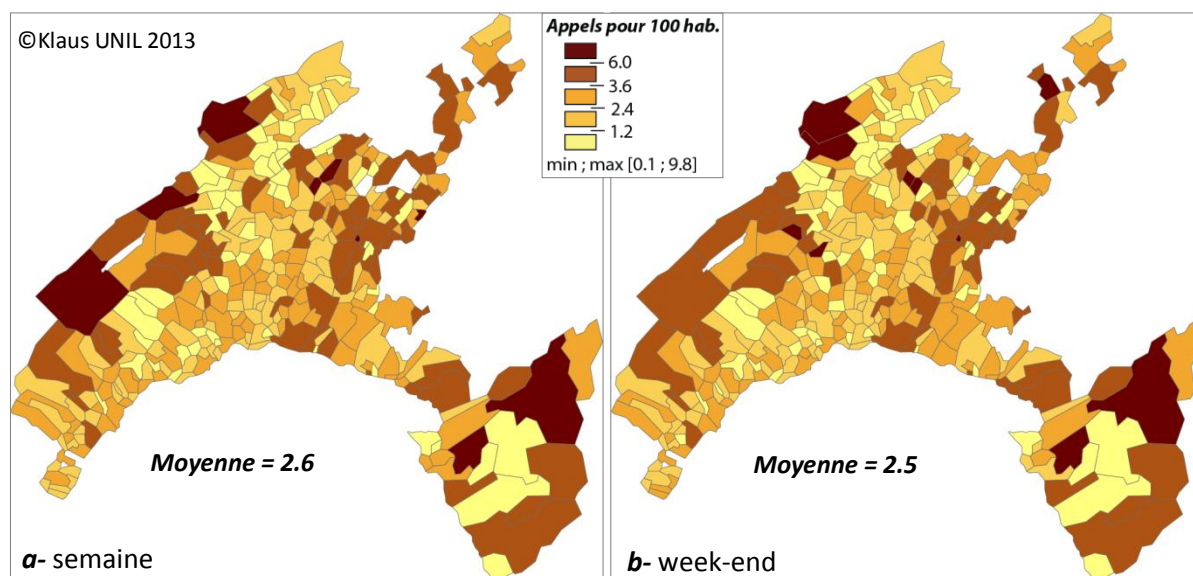 ©Klaus UNIL 2013
Appels pour 100 hab.
6.0
3.6
2.4
1.2
min ; max [0.1 ; 9.8]
Moyenne = 2.6
Moyenne = 2.5
a- semaine
b- week-end